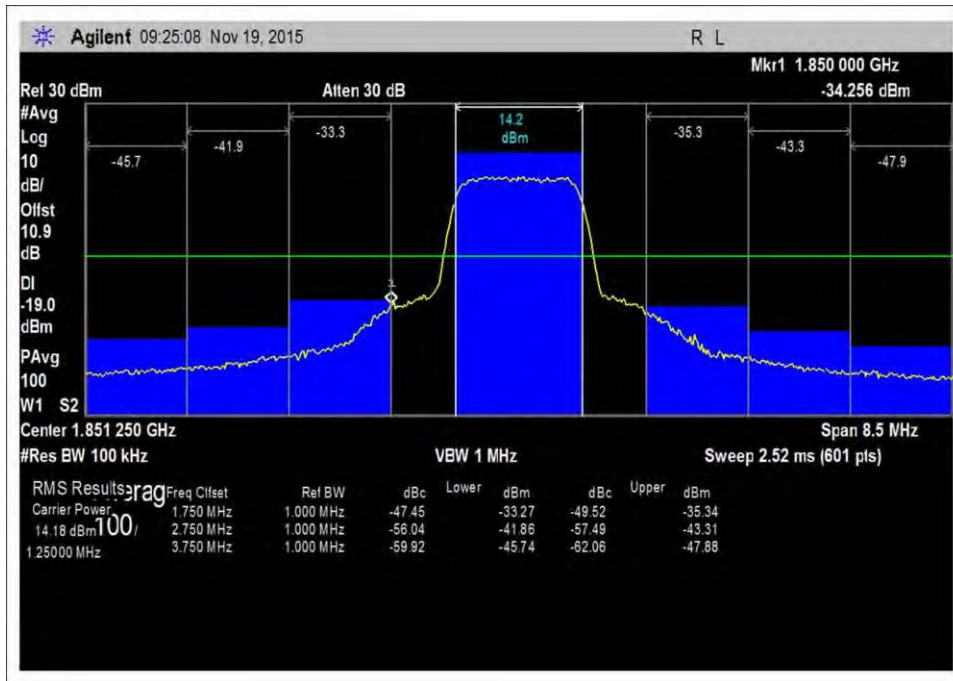 Agilent 09:25:08 Nov 19, 2015 R L
Mkr1 1.850 000 GHz
Rel 30 dBm Atten 30 dB -34.256 dBm
#Avg
Log
10
dB/
Offst
10.9
dB
DI
-19.0
dBm
PAvg
100
W1 S2
-45.7 -41.9 -33.3 14.2 -35.3 -43.3 -47.9
dBm
1
Center 1.851 250 GHz Span 8.5 MHz
#Res BW 100 kHz VBW 1 MHz Sweep 2.52 ms (601 pts)
RMS Results Freq Offset Ref BW dBc Lower dBm dBc Upper dBm
Carrier Power 1.750 MHz 1.000 MHz -47.45 -33.27 -49.52 -35.34
14.18 dBm 100/ 2.750 MHz 1.000 MHz -56.04 -41.86 -57.49 -43.31
1.25000 MHz 3.750 MHz 1.000 MHz -59.92 -45.74 -62.06 -47.88